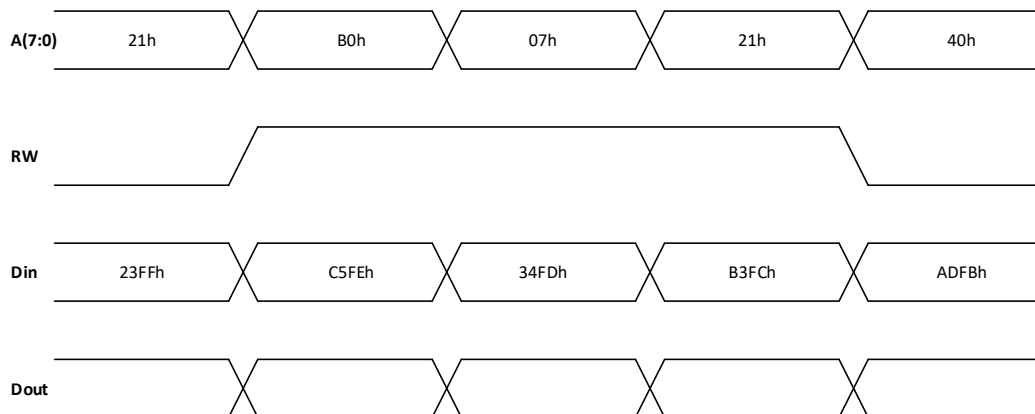 A(7:0) 21h B0h 07h 21h 40h
RW
Din 23FFh C5FEh 34FDh B3FCh ADFBh
Dout